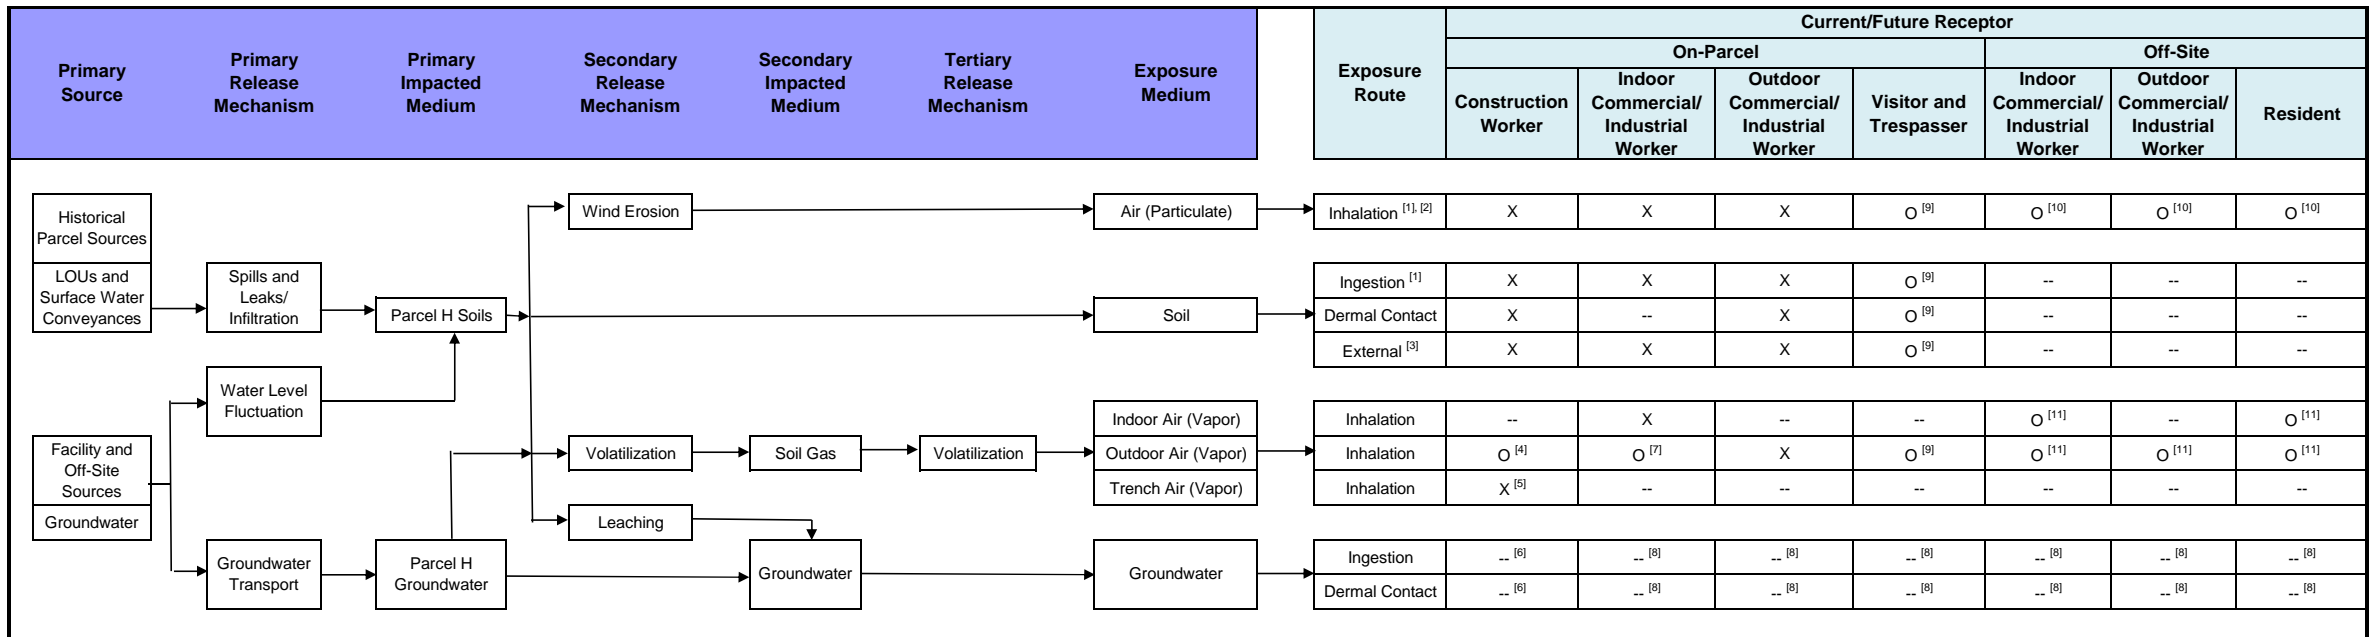 Current/Future Receptor
On-Parcel
Off-Site
Primary
Source
Primary
Release
Mechanism
Primary
Impacted
Medium
Secondary
Release
Mechanism
Secondary
Impacted
Medium
Tertiary
Release
Mechanism
Exposure
Medium
Exposure
Route
Construction
Worker
Indoor
Commercial/
Industrial
Worker
Outdoor
Commercial/
Industrial
Worker
Visitor and
Trespasser
Indoor
Commercial/
Industrial
Worker
Outdoor
Commercial/
Industrial
Worker
Resident
Historical
Parcel Sources
LOUs and
Surface Water
Conveyances
Spills and
Leaks/
Infiltration
Parcel H Soils
Wind Erosion
Air (Particulate)
Inhalation [1], [2] X X X O [9] O [10] O [10] O [10]
Soil
Ingestion [1] X X X O [9] -- -- --
Dermal Contact X -- X O [9] -- -- --
External [3] X X X O [9] -- -- --
Water Level
Fluctuation
Facility and
Off-Site
Sources
Groundwater
Volatilization
Soil Gas
Volatilization
Indoor Air (Vapor) Inhalation -- X -- -- O [11] -- O [11]
Outdoor Air (Vapor) Inhalation O [4] O [7] X O [9] O [11] O [11] O [11]
Trench Air (Vapor) Inhalation X [5] -- -- -- -- -- --
Leaching
Groundwater
Transport
Parcel H
Groundwater
Groundwater
Groundwater
Ingestion -- [6] -- [8] -- [8] -- [8] -- [8] -- [8] -- [8]
Dermal Contact -- [6] -- [8] -- [8] -- [8] -- [8] -- [8] -- [8]